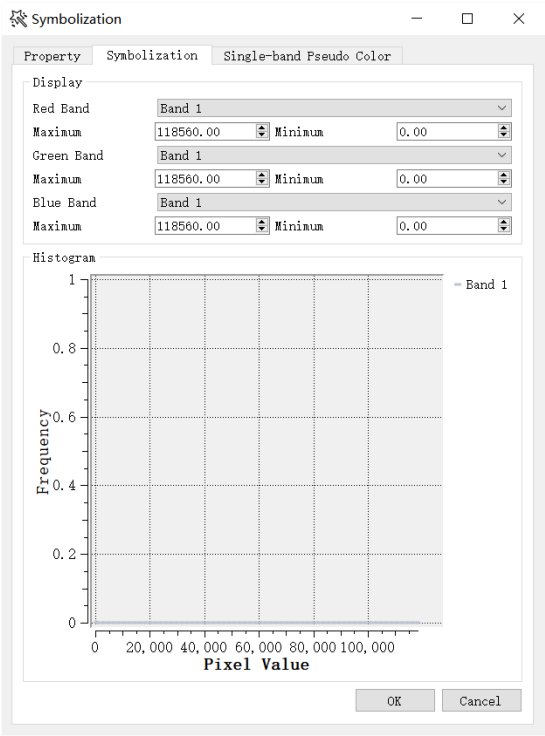 Symbolization
Property Symbolization Single-band Pseudo Color
Display
Red Band Band 1
Maximum 118560.00 Minimum 0.00
Green Band Band 1
Maximum 118560.00 Minimum 0.00
Blue Band Band 1
Maximum 118560.00 Minimum 0.00
Histogram
1
Band 1
0.8
0.6
0.4
0.2
0
Frequency
0 20,000 40,000 60,000 80,000 100,000
Pixel Value
OK Cancel